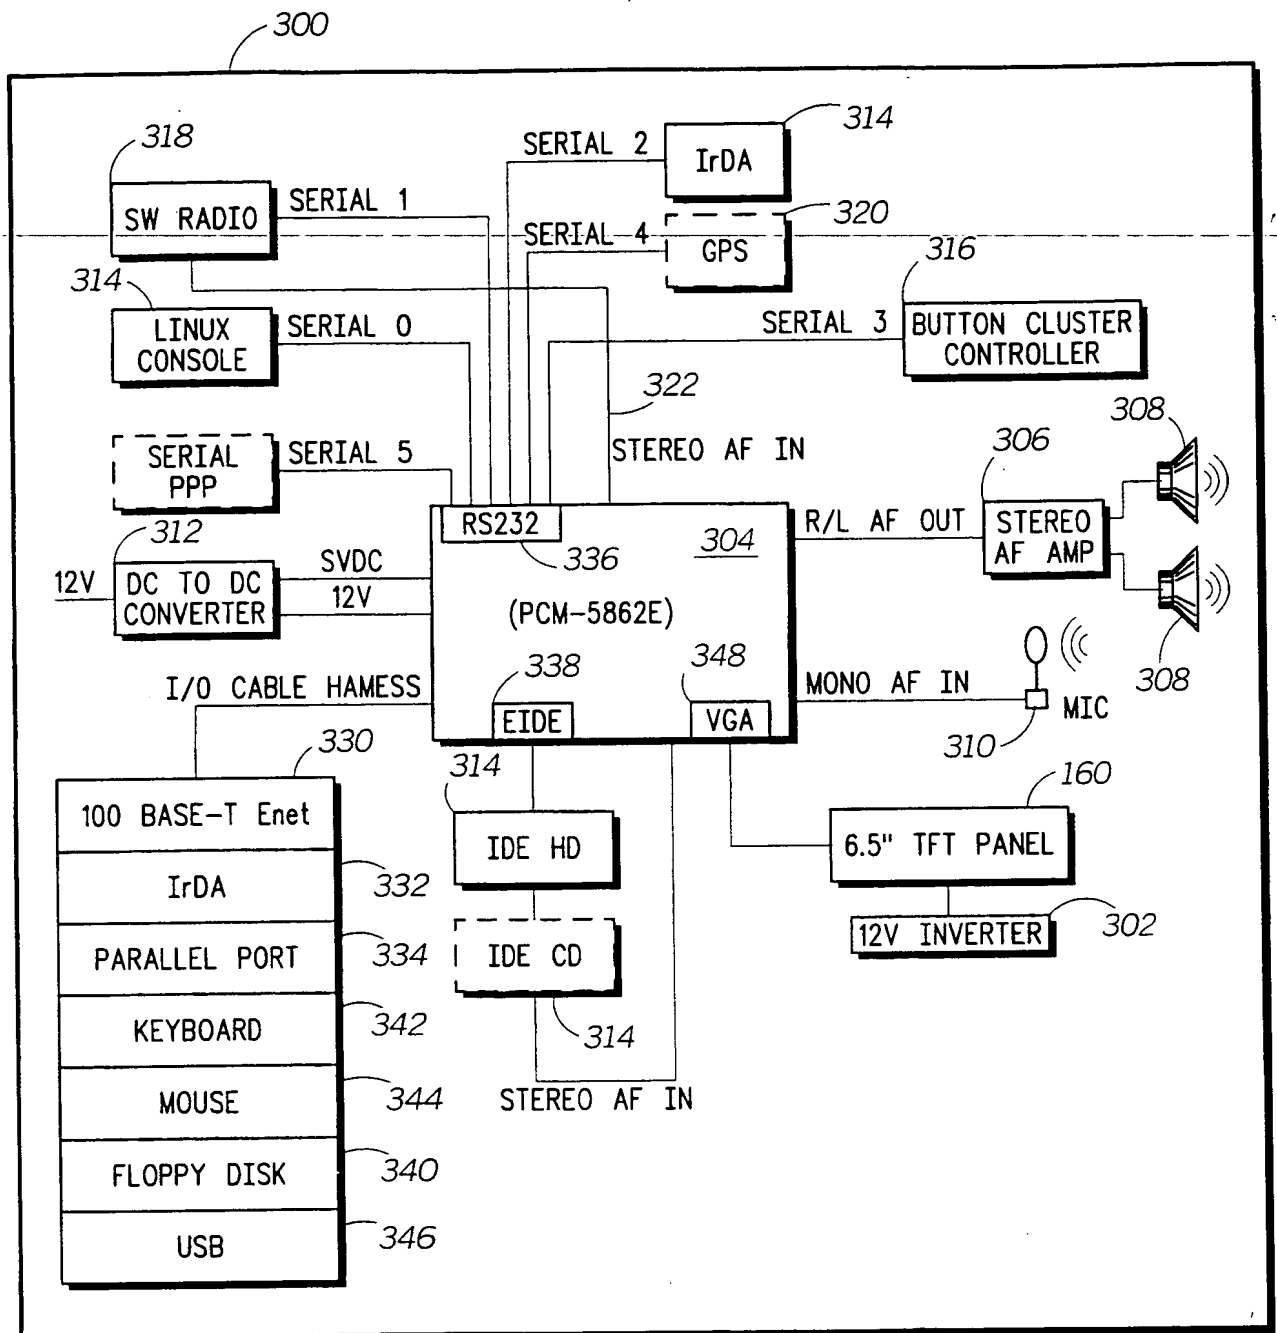 300
318
SERIAL 2
IrDA
314
SW RADIO
SERIAL 1
SERIAL 4
GPS
320
314
LINUX
CONSOLE
SERIAL 0
SERIAL 3
316
BUTTON CLUSTER
CONTROLLER
322
STEREO AF IN
SERIAL
PPP
SERIAL 5
308
306
312
RS232
336
304
R/L AF OUT
STEREO
AF AMP
12V
DC TO DC
CONVERTER
SVDC
12V
(PCM-5862E)
308
I/O CABLE HAMESS
338
EIDE
348
VGA
MONO AF IN
MIC
310
330
100 BASE-T Enet
314
IDE HD
160
6.5" TFT PANEL
IrDA
332
12V INVERTER
302
PARALLEL PORT
334
IDE CD
314
KEYBOARD
342
MOUSE
344
STEREO AF IN
FLOPPY DISK
340
USB
346